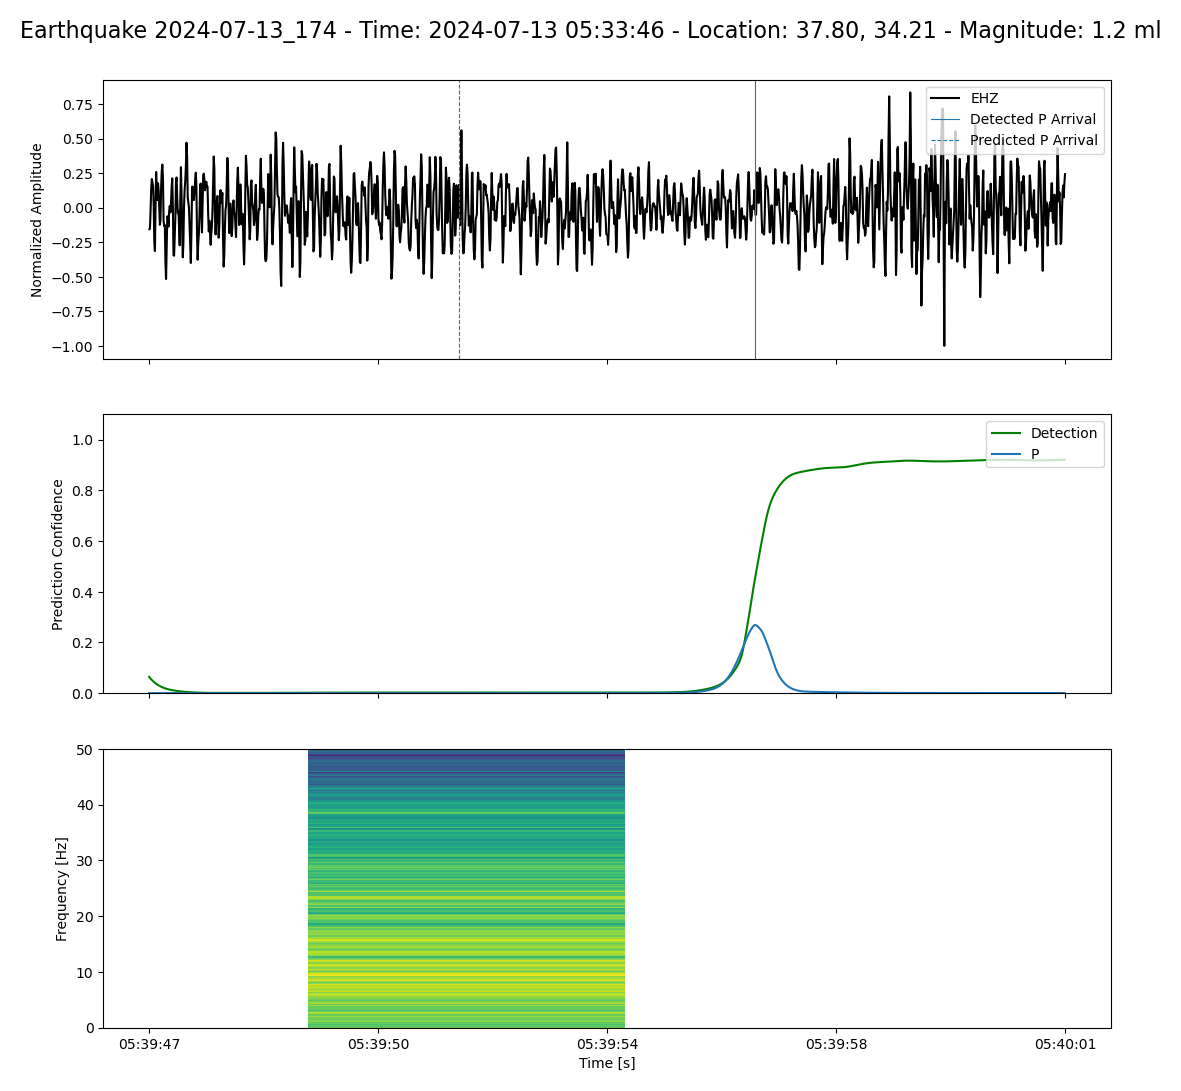 Earthquake 2024-07-13_174 - Time: 2024-07-13 05:33:46 - Location: 37.80, 34.21 - Magnitude: 1.2 ml
EHZ
Detected P Arrival
Predicted P Arrival
0.75
0.50
0.25
0.00
−0.25
−0.50
−0.75
−1.00
Normalized Amplitude
Detection
P
1.0
0.8
0.6
0.4
0.2
0.0
Prediction Confidence
50
40
30
20
10
0
Frequency [Hz]
05:39:47 05:39:50 05:39:54 05:39:58 05:40:01
Time [s]